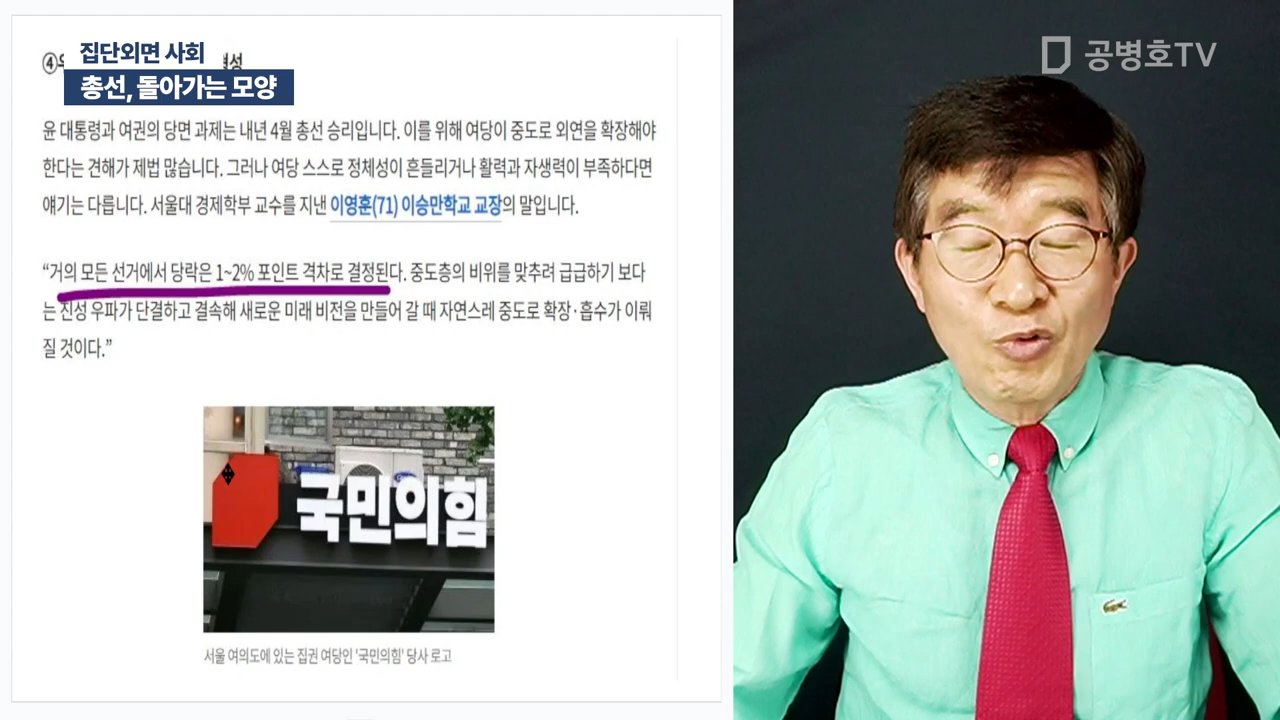 집단외면 사회
총선, 돌아가는 모양
공병호TV
윤 대통령과 여권의 당면 과제는 내년 4월 총선 승리입니다. 이를 위해 여당이 중도로 외연을 확장해야
한다는 견해가 제법 많습니다. 그러나 여당 스스로 정체성이 흔들리거나 활력과 자생력이 부족하다면
얘기는 다릅니다. 서울대 경제학부 교수를 지낸 이영훈(71) 이승만학교 교장의 말입니다.
“거의 모든 선거에서 당락은 1~2% 포인트 격차로 결정된다. 중도층의 비위를 맞추려 급급하기 보다
는 진성 우파가 단결하고 결속해 새로운 미래 비전을 만들어 갈 때 자연스레 중도로 확장·흡수가 이뤄
질 것이다.”
국민의힘
서울 여의도에 있는 집권 여당인 '국민의힘' 당사 로고